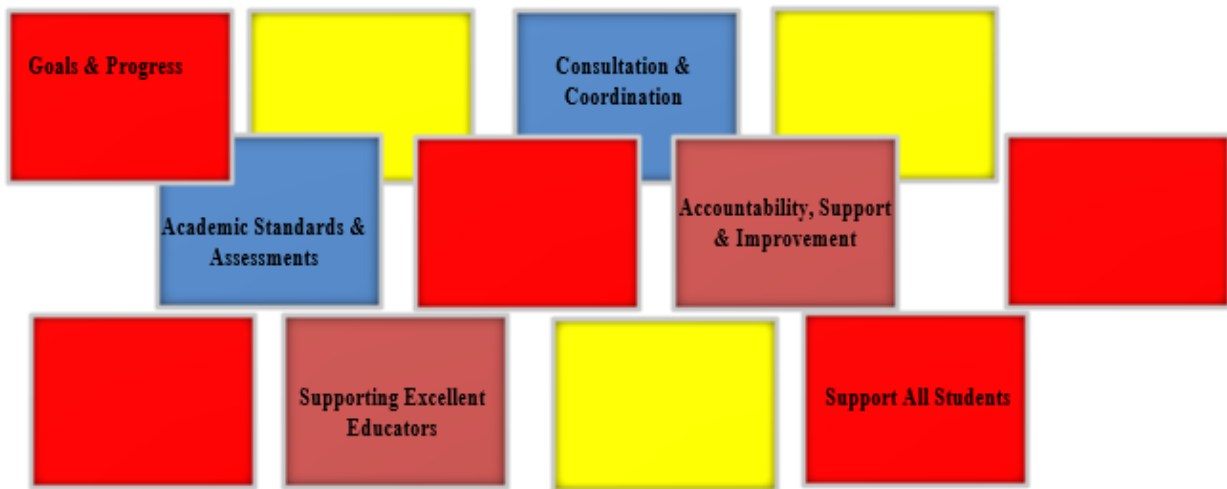 Goals & Progress
Consultation &
Coordination
Academic Standards &
Assessments
Accountability, Support
& Improvement
Supporting Excellent
Educators
Support All Students